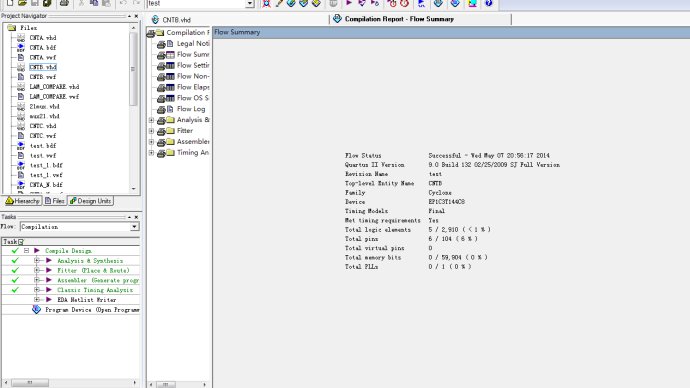 test
Project Navigator
CNTB.vhd
Compilation Report - Flow Summary
Files
CNTA.vhd
CNTA.bdf
CNTA.vwf
CNTB.vhd
CNTB.vwf
LAM_COMPARE.vhd
LAM_COMPARE.vwf
21mux.vhd
mux21.vhd
CNTC.vhd
CNTC.vwf
test.bdf
test.vwf
test_1.bdf
test_1.vwf
CNTA_N.bdf
Hierarchy
Files
Design Units
Compilation F
Legal Noti
Flow Summ
Flow Settin
Flow Non-
Flow Elaps
Flow OS S
Flow Log
Analysis &
Fitter
Assembler
Timing An
Flow Summary
Flow Status Successful - Wed May 07 20:56:17 2014
Quartus II Version 9.0 Build 132 02/25/2009 SJ Full Version
Revision Name test
Top-level Entity Name CNTB
Family Cyclone
Device EP1C3T144C8
Timing Models Final
Met timing requirements Yes
Total logic elements 5 / 2,910 ( < 1 % )
Total pins 6 / 104 ( 6 % )
Total virtual pins 0
Total memory bits 0 / 59,904 ( 0 % )
Total PLLs 0 / 1 ( 0 % )
Tasks
Flow: Compilation
Task
Compile Design
Analysis & Synthesis
Fitter (Place & Route)
Assembler (Generate progr
Classic Timing Analysis
EDA Netlist Writer
Program Device (Open Programm